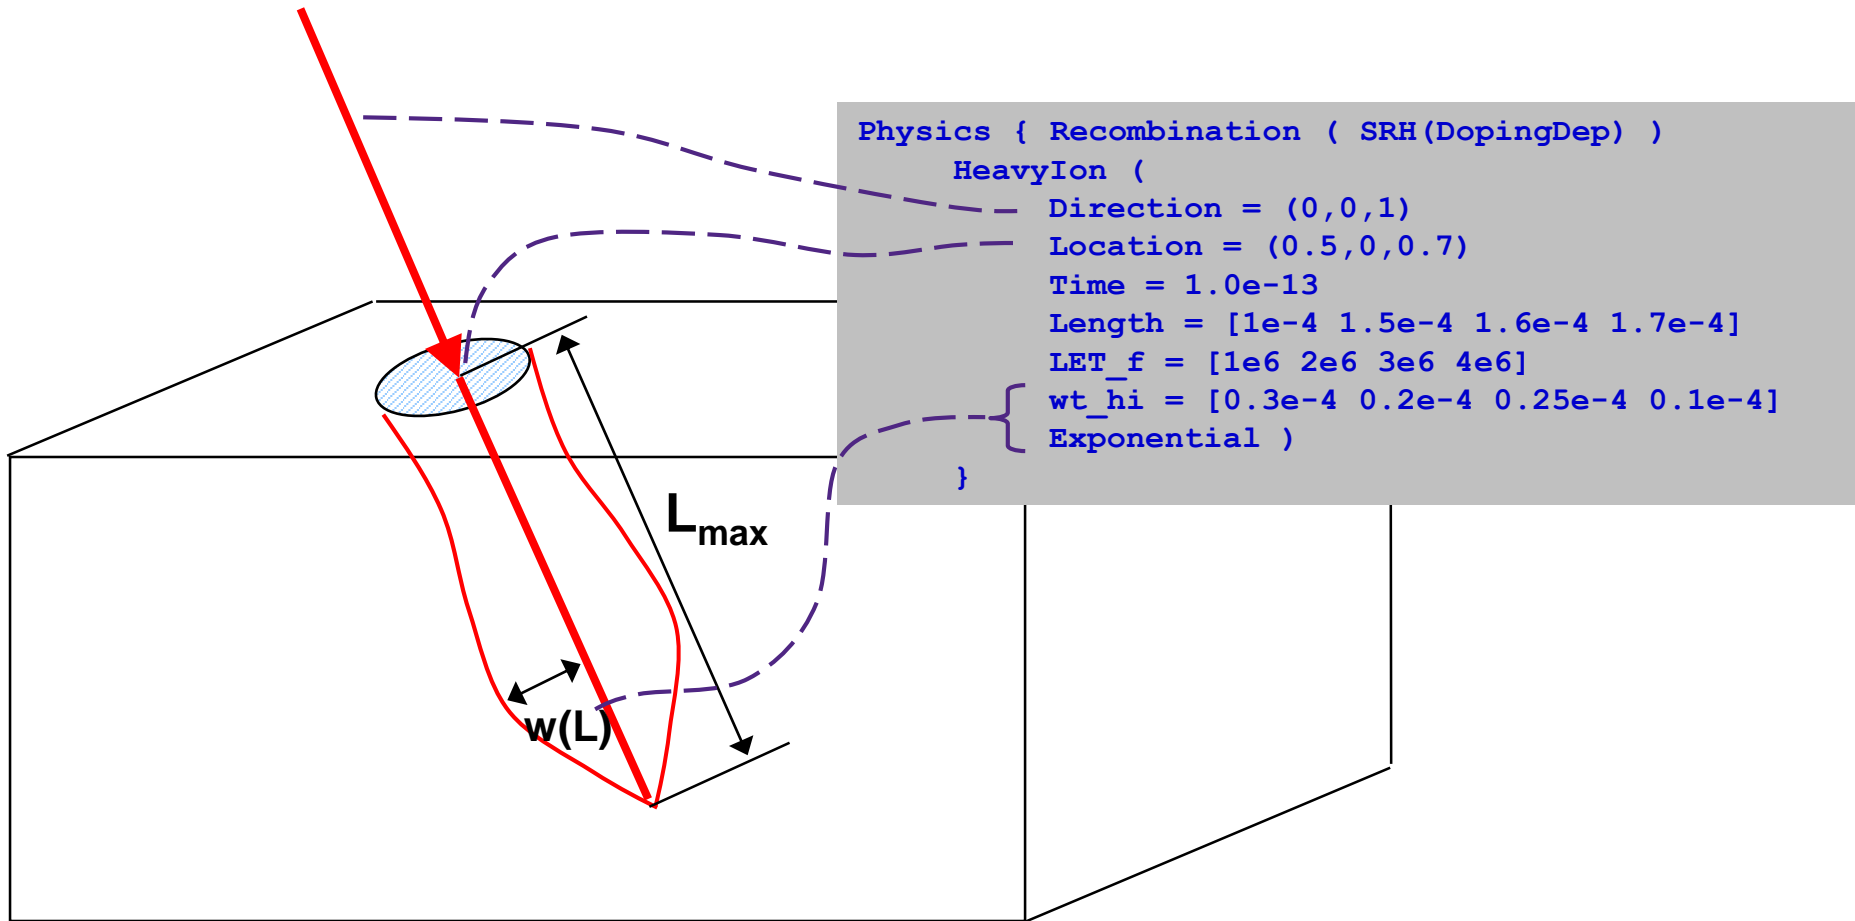 Physics { Recombination ( SRH(DopingDep) )
HeavyIon (
Direction = (0,0,1)
Location = (0.5,0,0.7)
Time = 1.0e-13
Length = [1e-4 1.5e-4 1.6e-4 1.7e-4]
LET_f = [1e6 2e6 3e6 4e6]
wt_hi = [0.3e-4 0.2e-4 0.25e-4 0.1e-4]
Exponential )
}
Lmax
w(L)